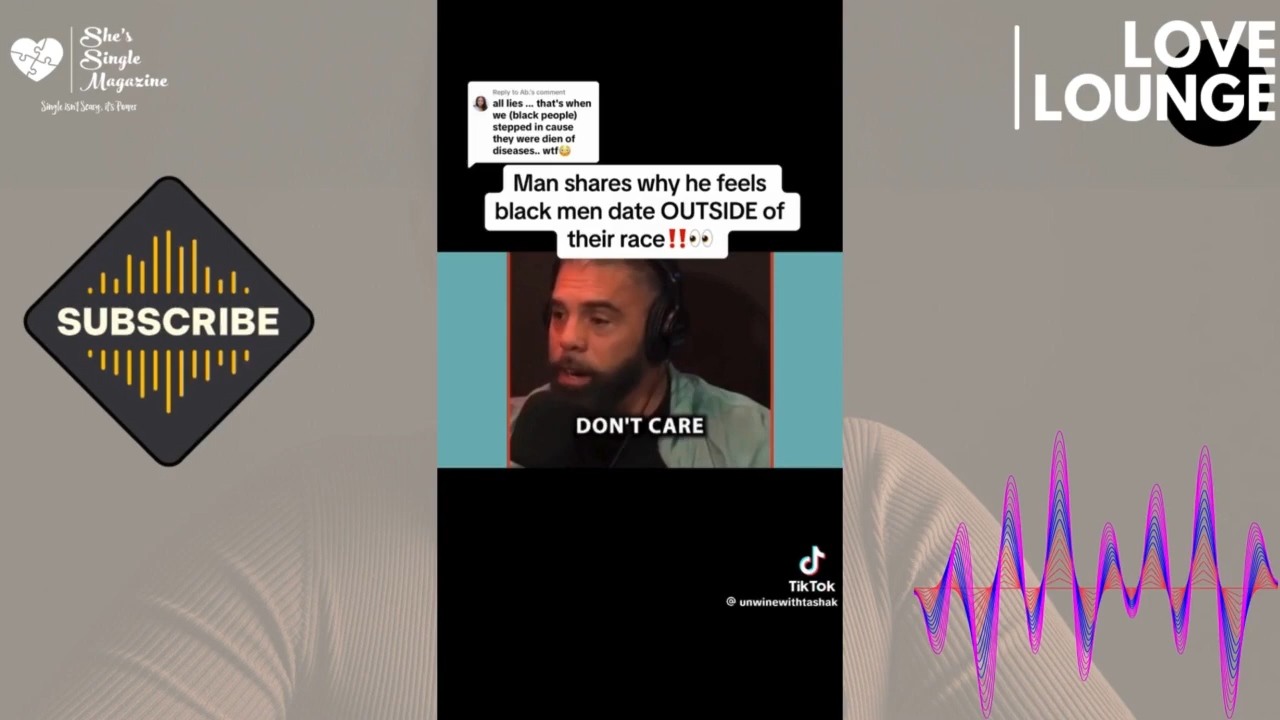 She's
Single
Magazine
Single isn't Scary, it's Power
LOVE
LOUNGE
SUBSCRIBE
Reply to Ab.'s comment
all lies ... that's when
we (black people)
stepped in cause
they were dien of
diseases.. wtf😳
Man shares why he feels
black men date OUTSIDE of
their race‼️👀
DON'T CARE
TikTok
@ unwinewithtashak